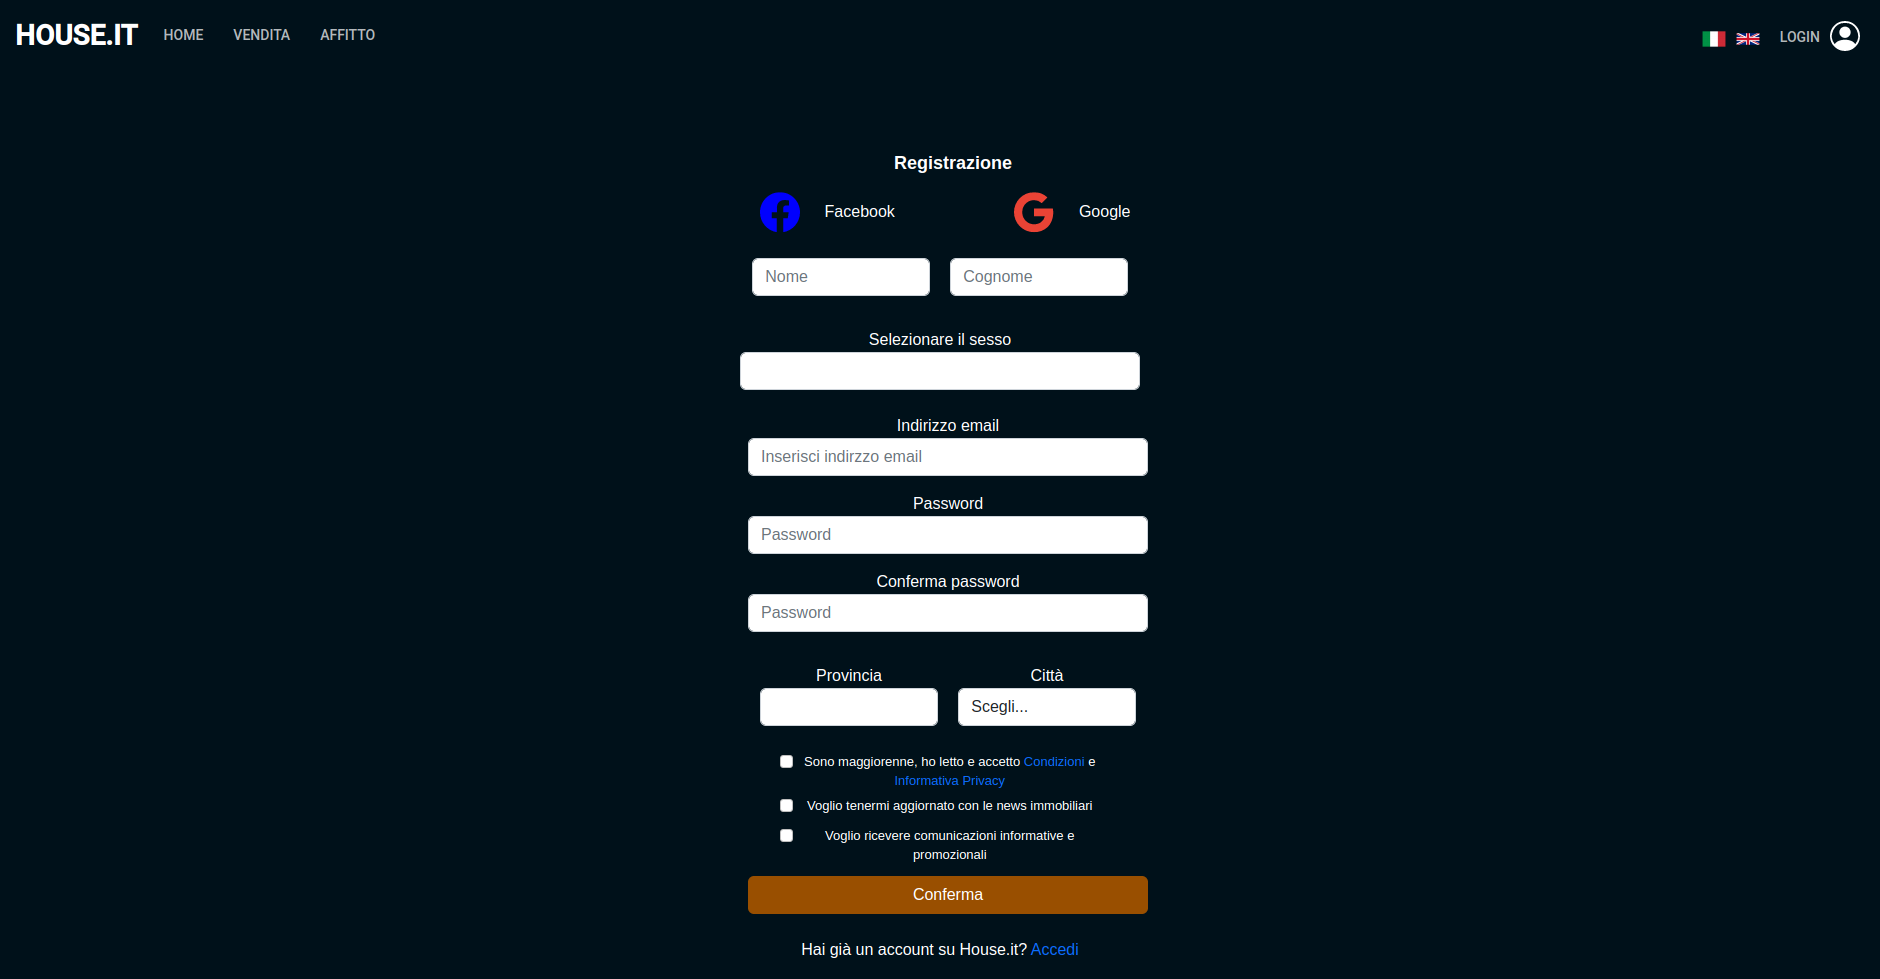 HOUSE.IT HOME VENDITA AFFITTO LOGIN
Registrazione
Facebook Google
Nome Cognome
Selezionare il sesso
Indirizzo email
Inserisci indirzzo email
Password
Password
Conferma password
Password
Provincia Città
Scegli...
Sono maggiorenne, ho letto e accetto Condizioni e
Informativa Privacy
Voglio tenermi aggiornato con le news immobiliari
Voglio ricevere comunicazioni informative e
promozionali
Conferma
Hai già un account su House.it? Accedi